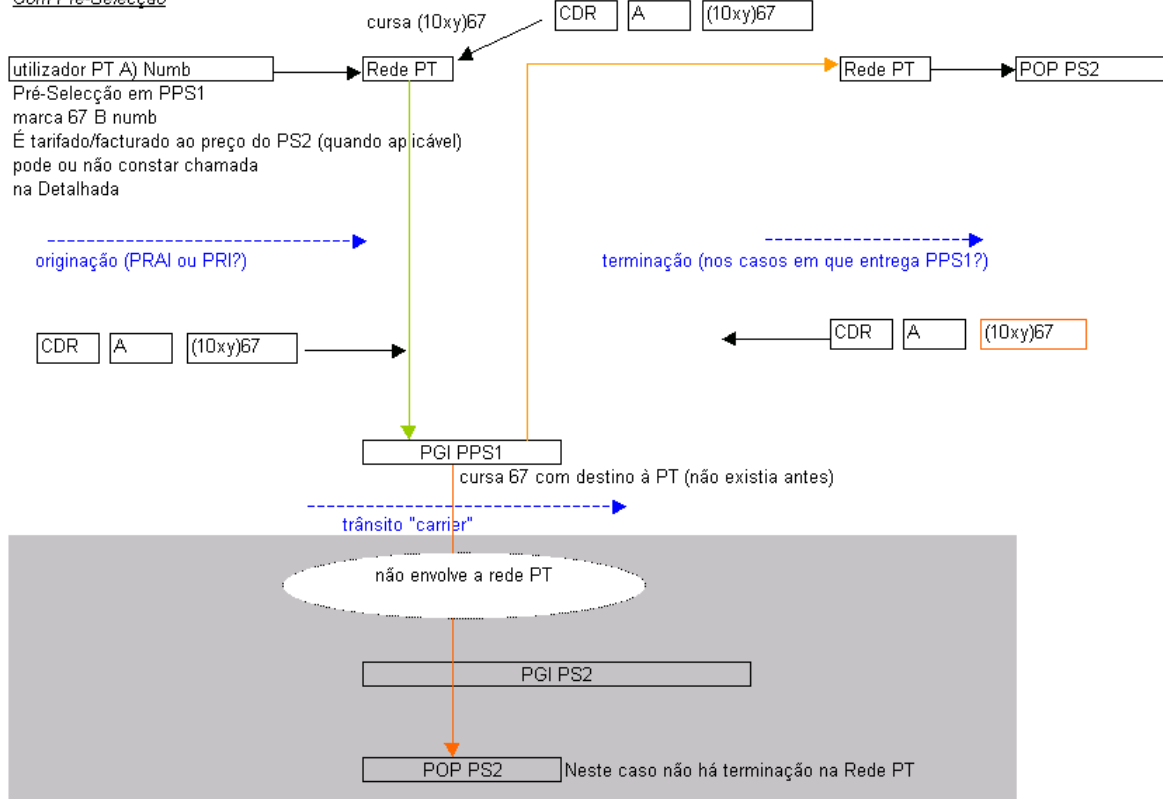 Com Pré-Selecção
cursa (10xy)67
CDR A (10xy)67
utilizador PT A) Numb
Rede PT
Rede PT
POP PS2
Pré-Selecção em PPS1
marca 67 B numb
É tarifado/facturado ao preço do PS2 (quando aplicável)
pode ou não constar chamada
na Detalhada
originação (PRAI ou PRI?)
terminação (nos casos em que entrega PPS1?)
CDR A (10xy)67
CDR A (10xy)67
PGI PPS1
cursa 67 com destino à PT (não existia antes)
trânsito "carrier"
não envolve a rede PT
PGI PS2
POP PS2
Neste caso não há terminação na Rede PT